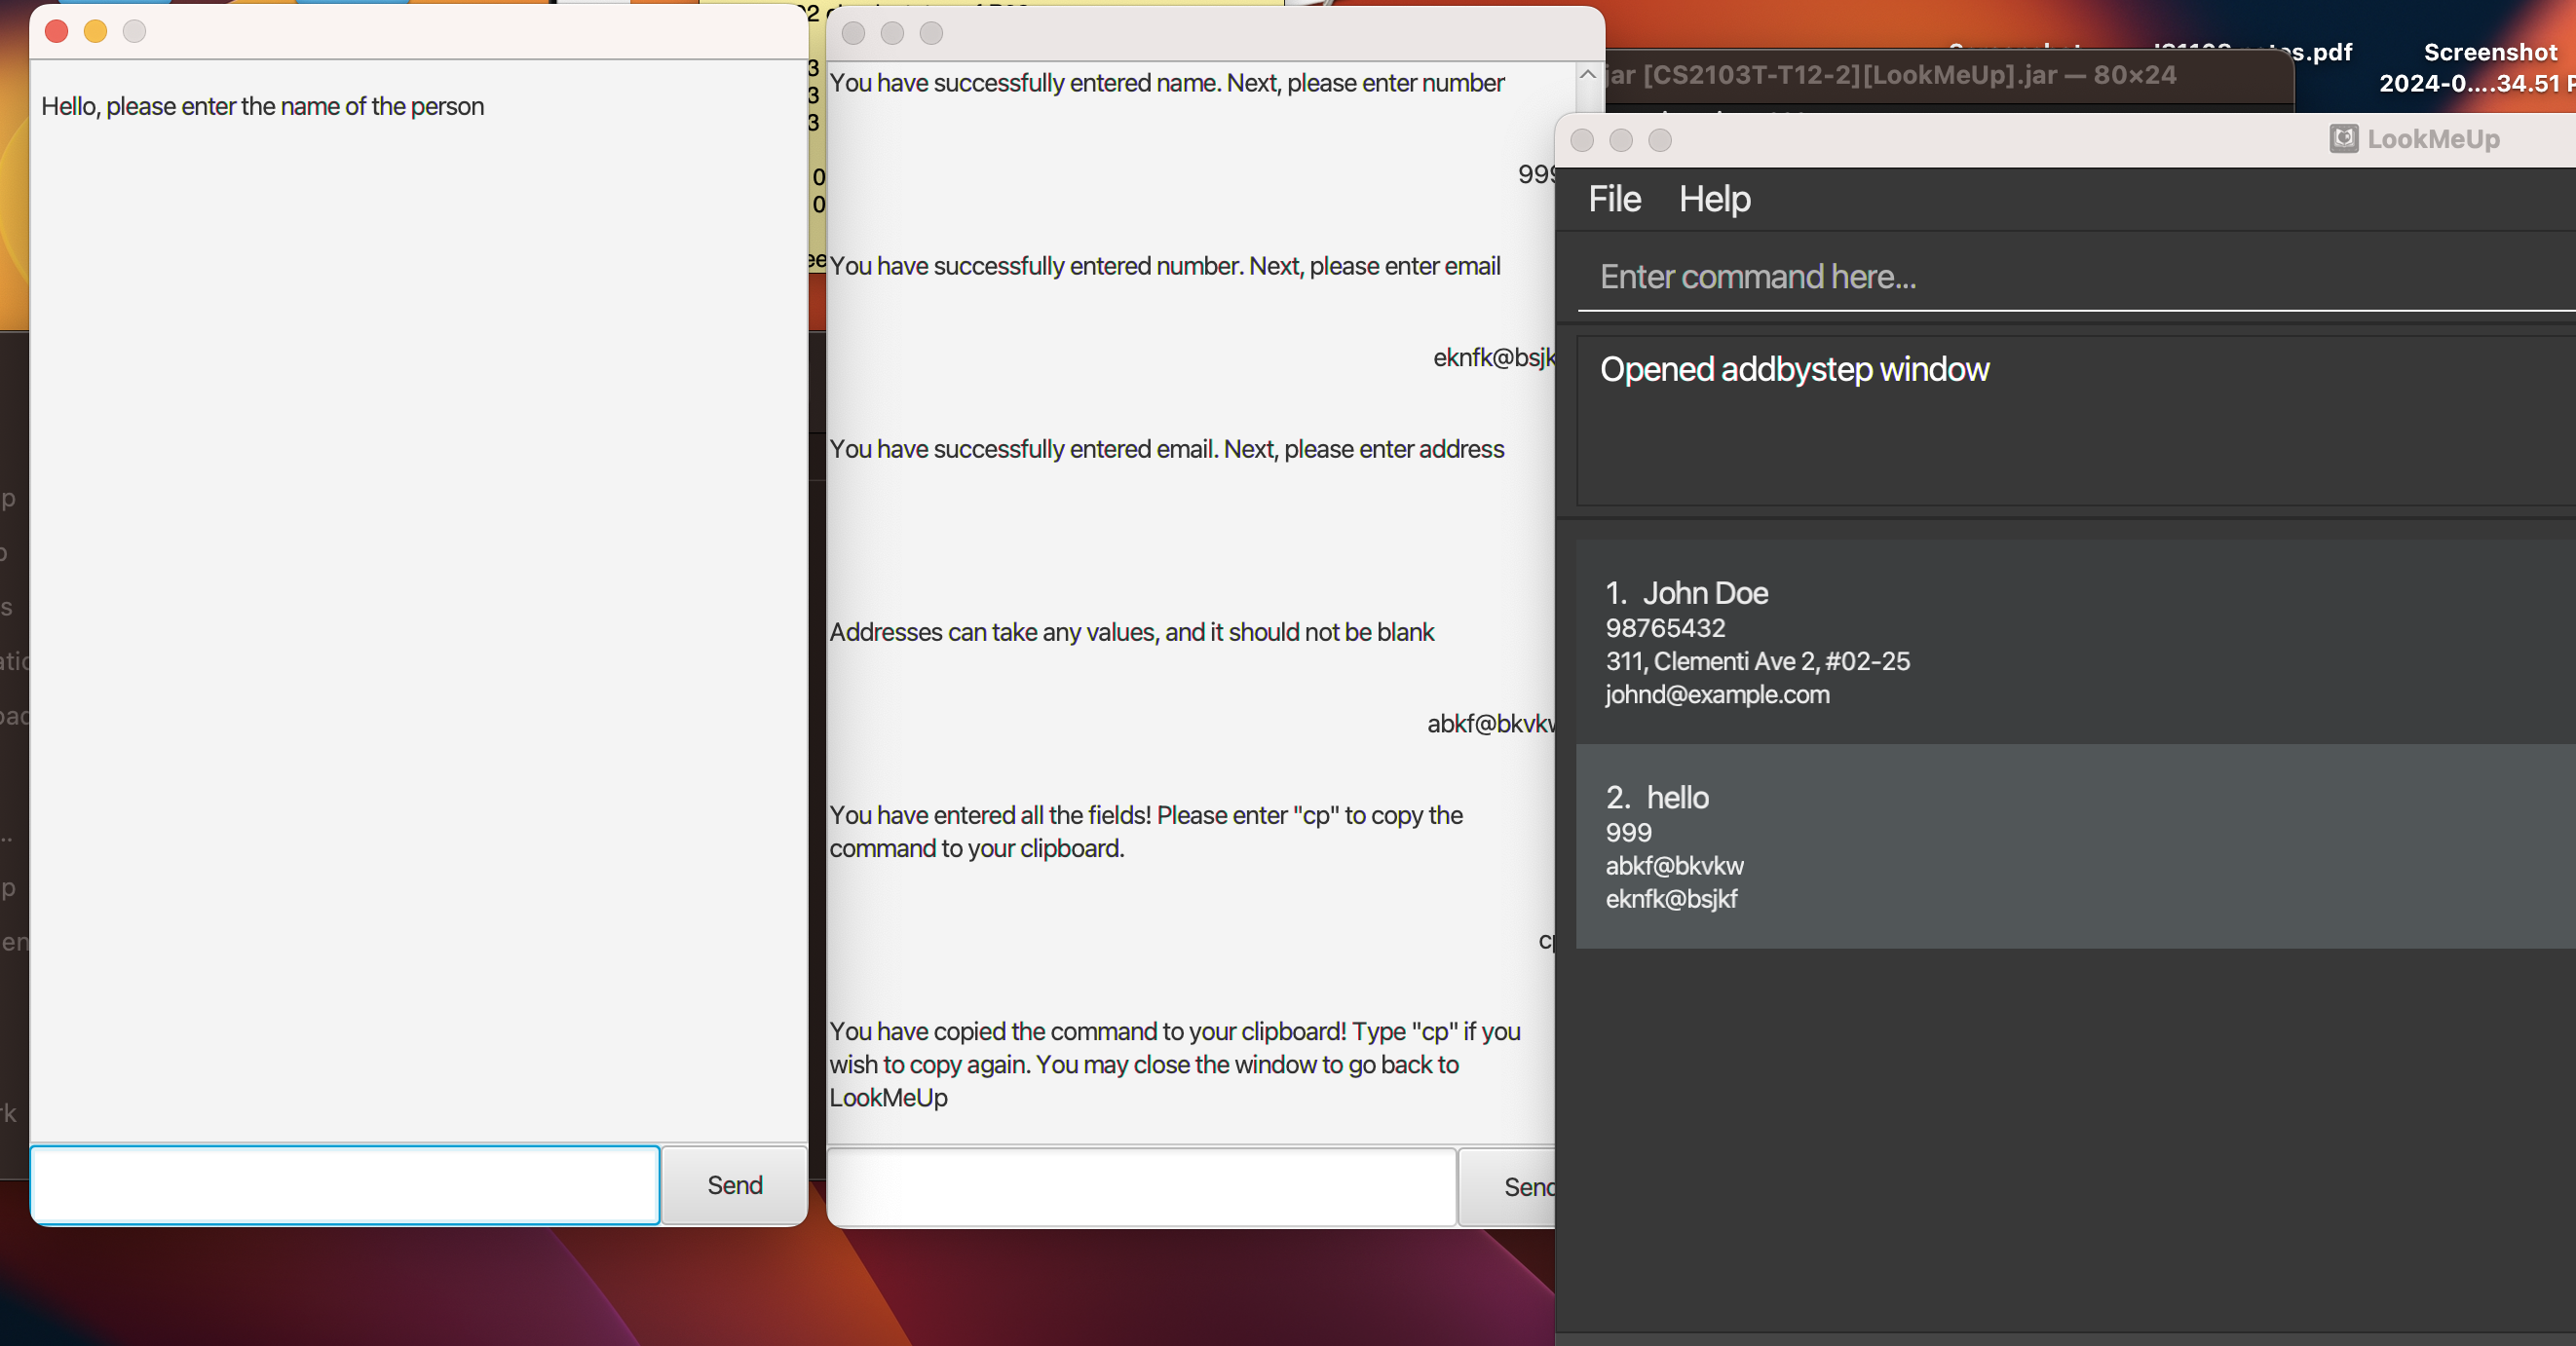 Hello, please enter the name of the person
Send
You have successfully entered name. Next, please enter number
999
You have successfully entered number. Next, please enter email
eknfk@bsjk
You have successfully entered email. Next, please enter address
Addresses can take any values, and it should not be blank
abkf@bkvkw
You have entered all the fields! Please enter "cp" to copy the
command to your clipboard.
cp
You have copied the command to your clipboard! Type "cp" if you
wish to copy again. You may close the window to go back to
LookMeUp
Send
jar [CS2103T-T12-2][LookMeUp].jar — 80×24
s.pdf
Screenshot
2024-0....34.51 P
LookMeUp
File Help
Enter command here...
Opened addbystep window
1. John Doe
98765432
311, Clementi Ave 2, #02-25
johnd@example.com
2. hello
999
abkf@bkvkw
eknfk@bsjkf